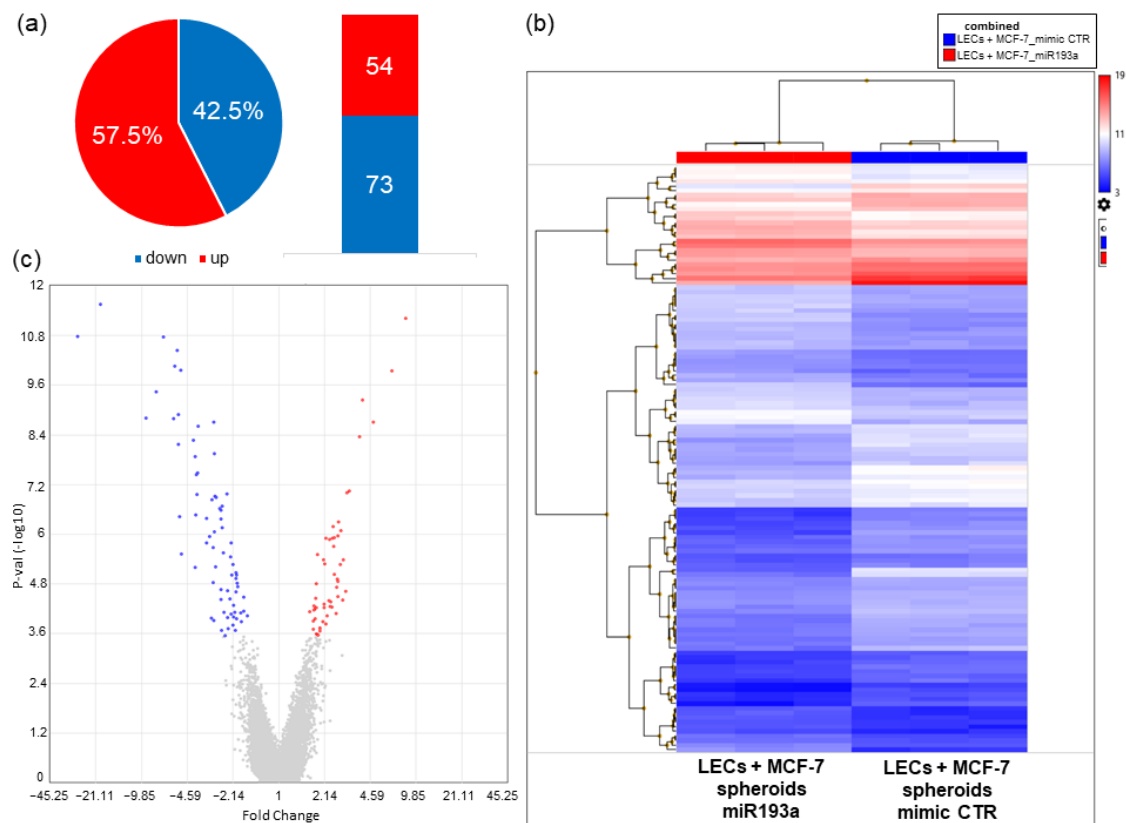 (a)
57.5%
42.5%
54
73
down
up
(b)
combined
LECs + MCF-7_mimic CTR
LECs + MCF-7_miR193a
19
11
3
LECs + MCF-7
spheroids
miR193a
LECs + MCF-7
spheroids
mimic CTR
(c)
P-val (-log10)
12
10.8
9.6
8.4
7.2
6
4.8
3.6
2.4
1.2
0
−45.25 −21.11 −9.85 −4.59 −2.14 1 2.14 4.59 9.85 45.25
Fold Change